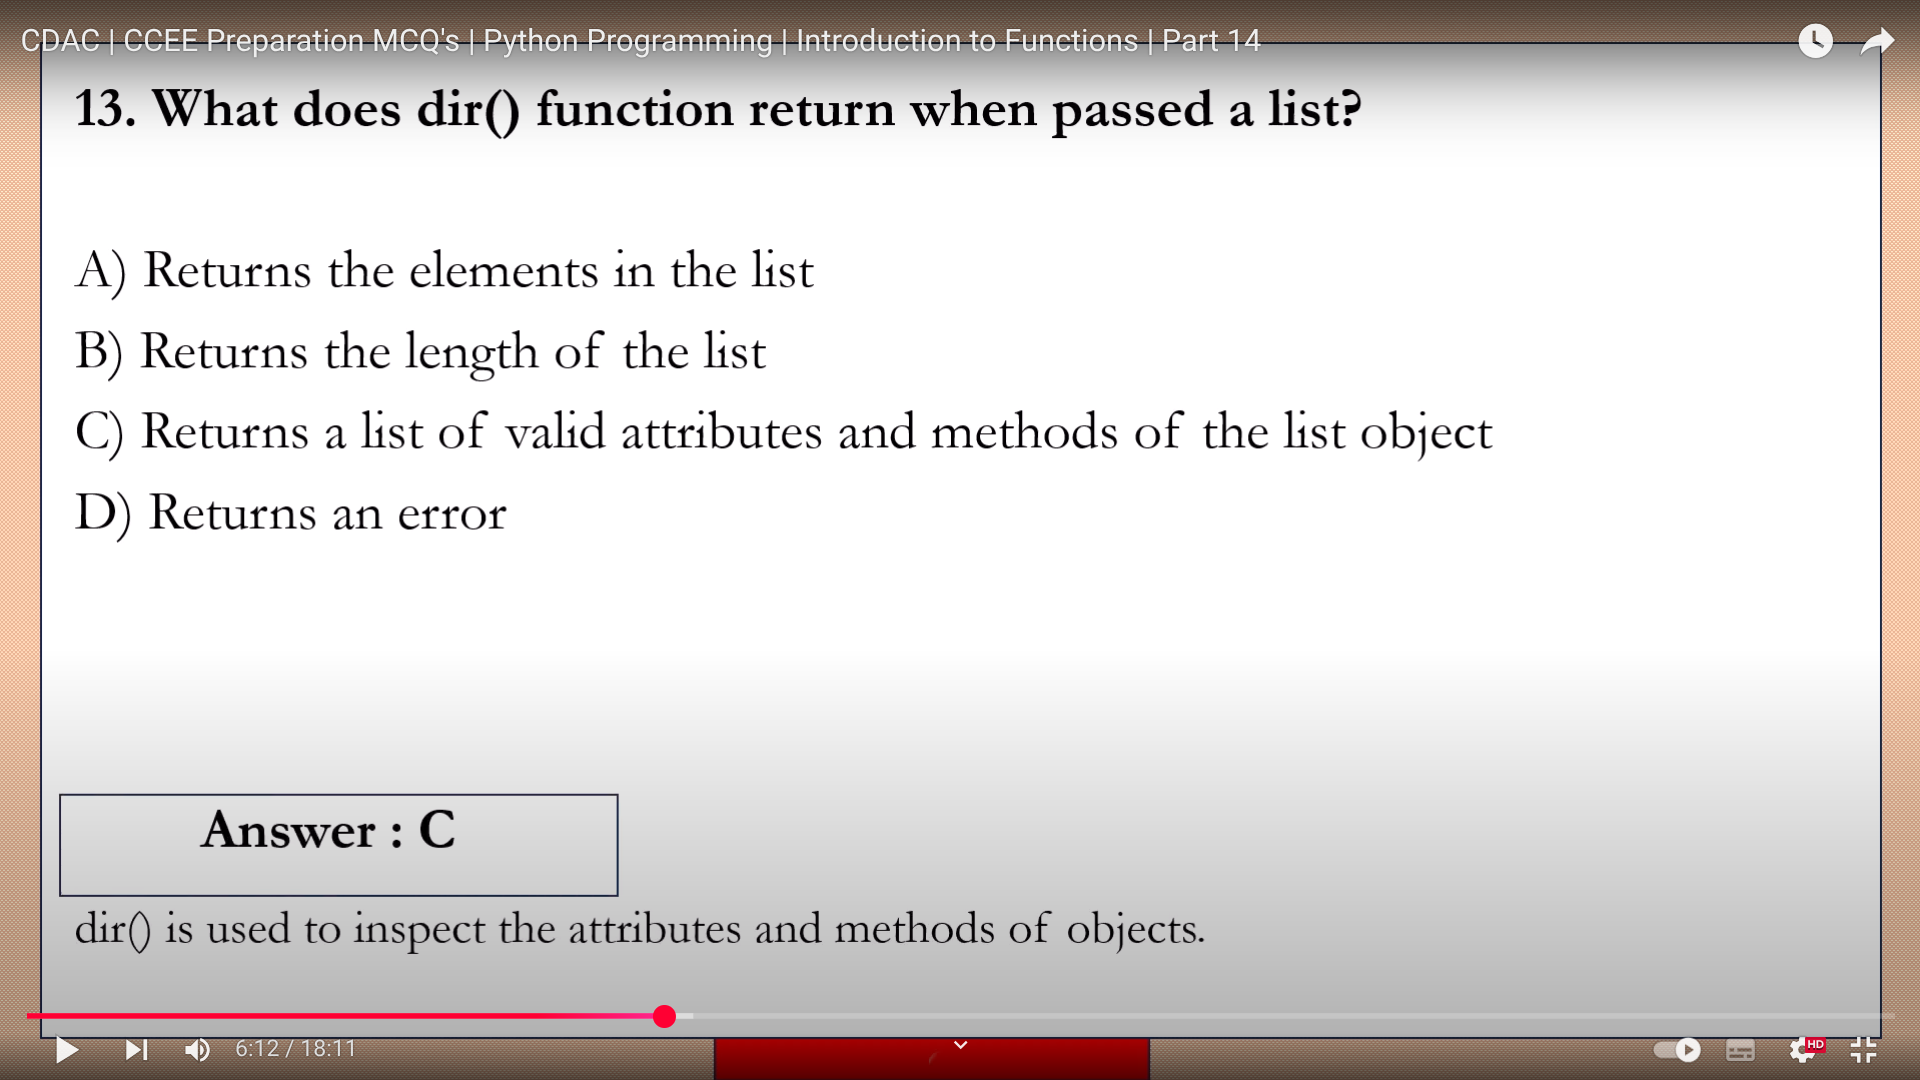 CDAC | CCEE Preparation MCQ's | Python Programming | Introduction to Functions | Part 14
13. What does dir() function return when passed a list?
A) Returns the elements in the list
B) Returns the length of the list
C) Returns a list of valid attributes and methods of the list object
D) Returns an error
Answer : C
dir() is used to inspect the attributes and methods of objects.
6:12 / 18:11
HD